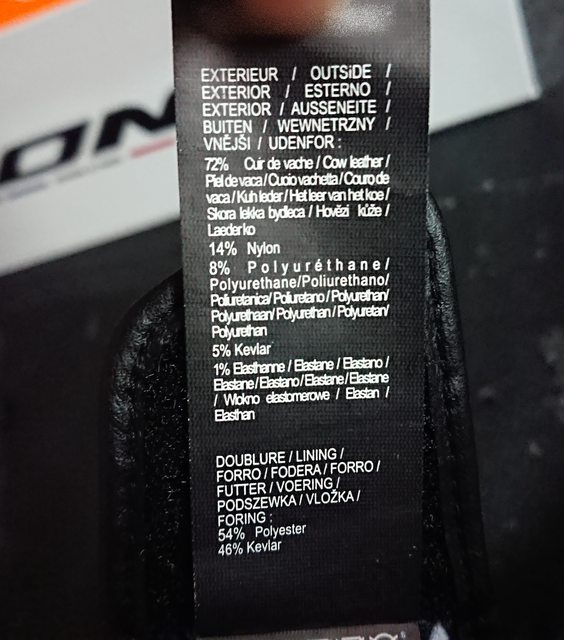 ON
EXTERIEUR / OUTSiDE /
EXTERIOR / ESTERNO /
EXTERIOR / AUSSENEITE /
BUITEN / WEWNETRZNY /
VNĚJŠI / UDENFOR :
72% Cuir de vache / Cow leather /
Piel de vaca / Cuoio vachetta / Couro de
vaca / Kuh leder / Het leer van het koe /
Skora lekka bydleca / Hovězi kůže /
Laeder ko
14% Nylon
8% Polyuréthane /
Polyurethane/Poliurethano/
Poliuretanica/ Poliuretano / Polyurethan/
Polyurethaan/ Polyurethan / Polyuretan/
Polyurethan
5% Kevlar
1% Elasthanne / Elastane / Elastano /
Elastane / Elastano / Elastane / Elastane
/ Wlokno elastomerowe / Elastan /
Elasthan
DOUBLURE / LINING /
FORRO / FODERA / FORRO /
FUTTER / VOERING /
PODSZEWKA / VLOŽKA /
FORING :
54% Polyester
46% Kevlar